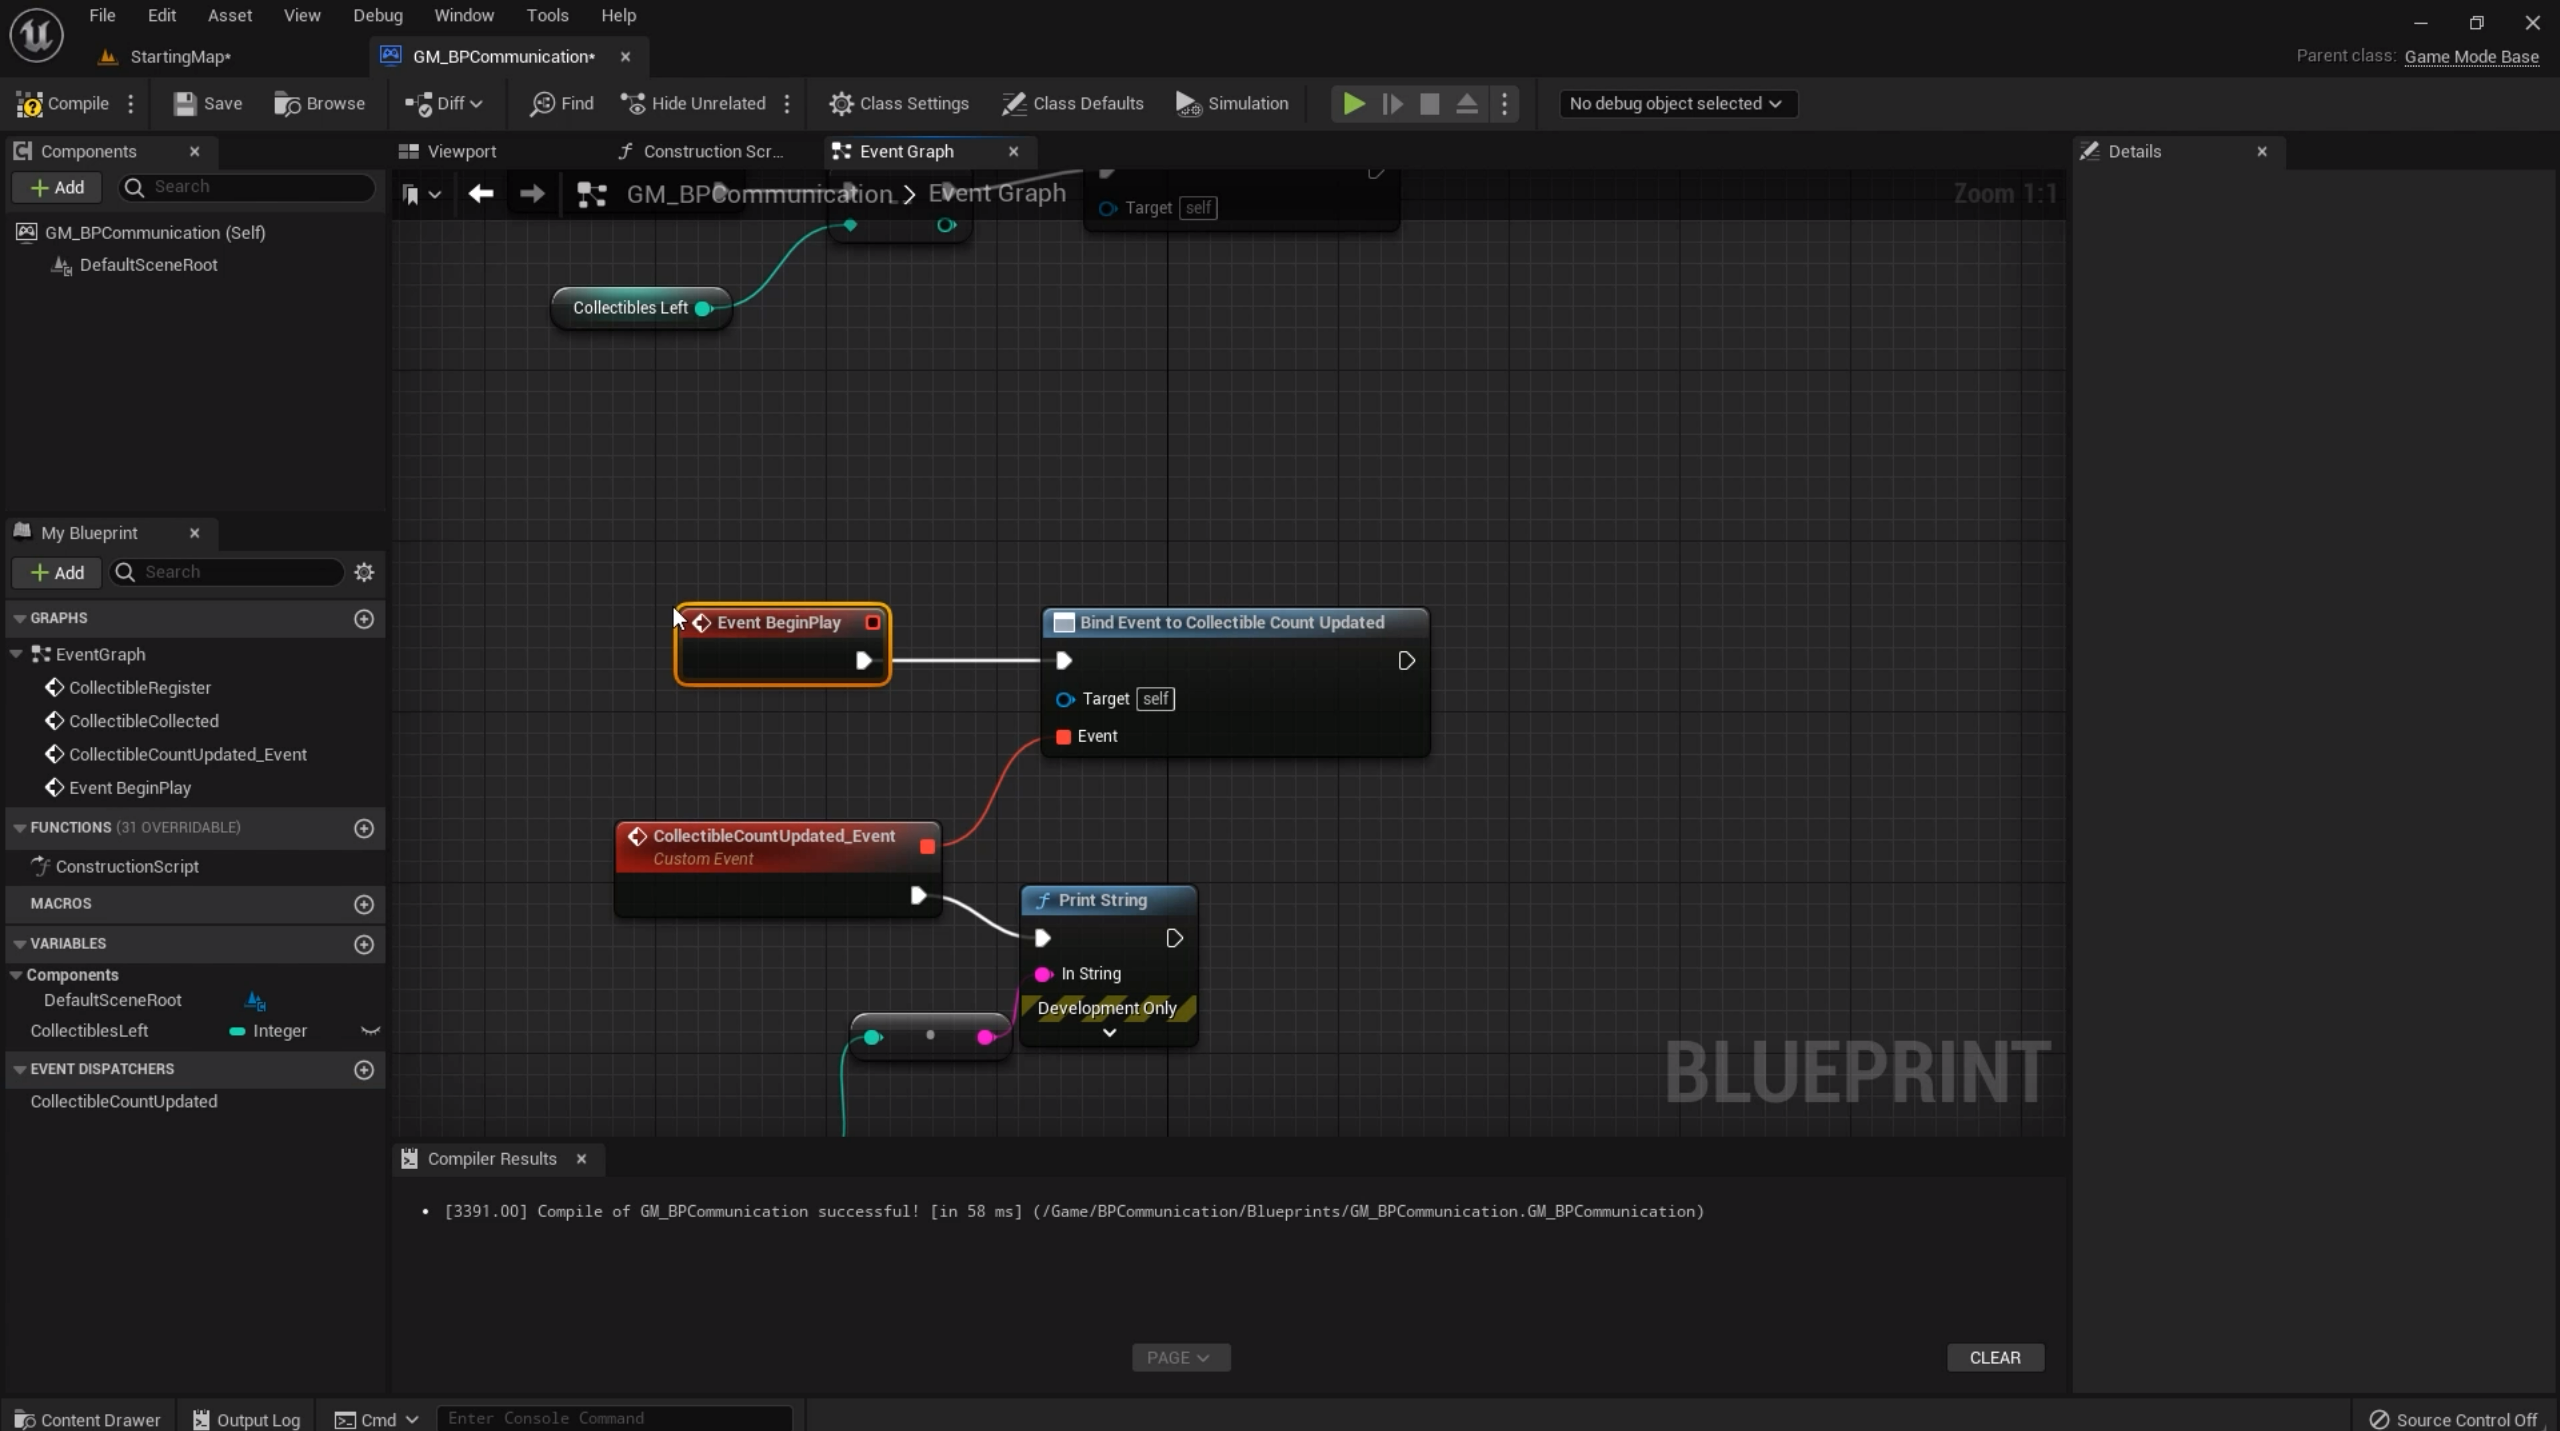 File Edit Asset View Debug Window Tools Help
StartingMap* GM_BPCommunication* Parent class: Game Mode Base
Compile Save Browse Diff Find Hide Unrelated Class Settings Class Defaults Simulation No debug object selected
Components Viewport Construction Scr... Event Graph Details
Add Search GM_BPCommunication > Event Graph Zoom 1:1
Target self
GM_BPCommunication (Self)
DefaultSceneRoot
Collectibles Left
My Blueprint
Add Search
GRAPHS
EventGraph
CollectibleRegister
CollectibleCollected
CollectibleCountUpdated_Event
Event BeginPlay
FUNCTIONS (31 OVERRIDABLE)
ConstructionScript
MACROS
VARIABLES
Components
DefaultSceneRoot
CollectiblesLeft Integer
EVENT DISPATCHERS
CollectibleCountUpdated
Event BeginPlay
Bind Event to Collectible Count Updated
Target self
Event
CollectibleCountUpdated_Event
Custom Event
Print String
In String
Development Only
BLUEPRINT
Compiler Results
• [3391.00] Compile of GM_BPCommunication successful! [in 58 ms] (/Game/BPCommunication/Blueprints/GM_BPCommunication.GM_BPCommunication)
PAGE CLEAR
Content Drawer Output Log Cmd Enter Console Command Source Control Off